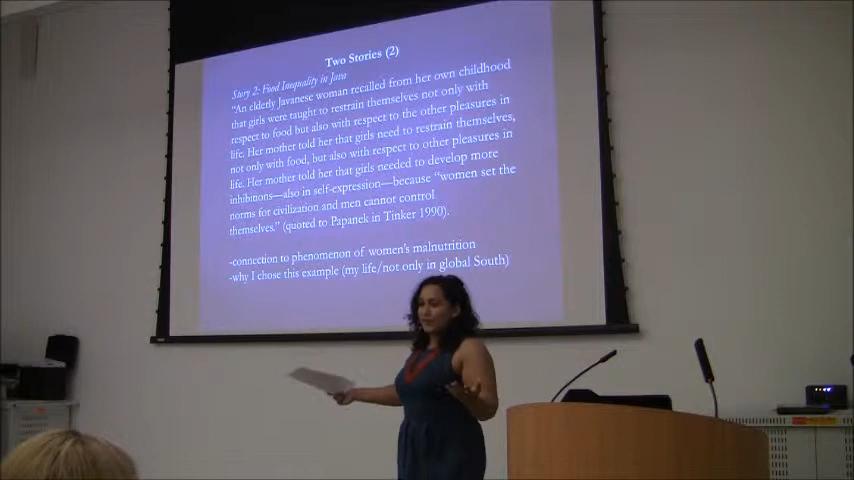 Two Stories (2)
Story 2: Food Inequality in Java
"An elderly Javanese woman recalled from her own childhood
that girls were taught to restrain themselves not only with
respect to food but also with respect to the other pleasures in
life. Her mother told her that girls need to restrain themselves,
not only with food, but also with respect to other pleasures in
life. Her mother told her that girls needed to develop more
inhibitions—also in self-expression—because "women set the
norms for civilization and men cannot control
themselves." (quoted to Papanek in Tinker 1990).
-connection to phenomenon of women's malnutrition
-why I chose this example (my life/not only in global South)